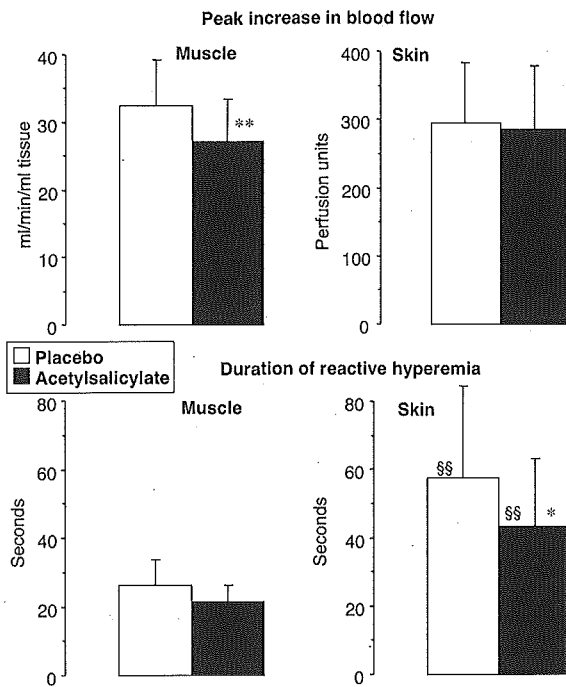 Peak increase in blood flow
Muscle
Skin
ml/min/ml tissue
40
30
20
10
0
**
Perfusion units
400
300
200
100
0
Placebo
Acetylsalicylate
Duration of reactive hyperemia
Muscle
Skin
Seconds
80
60
40
20
0
Seconds
80
60
40
20
0
§§
§§ *